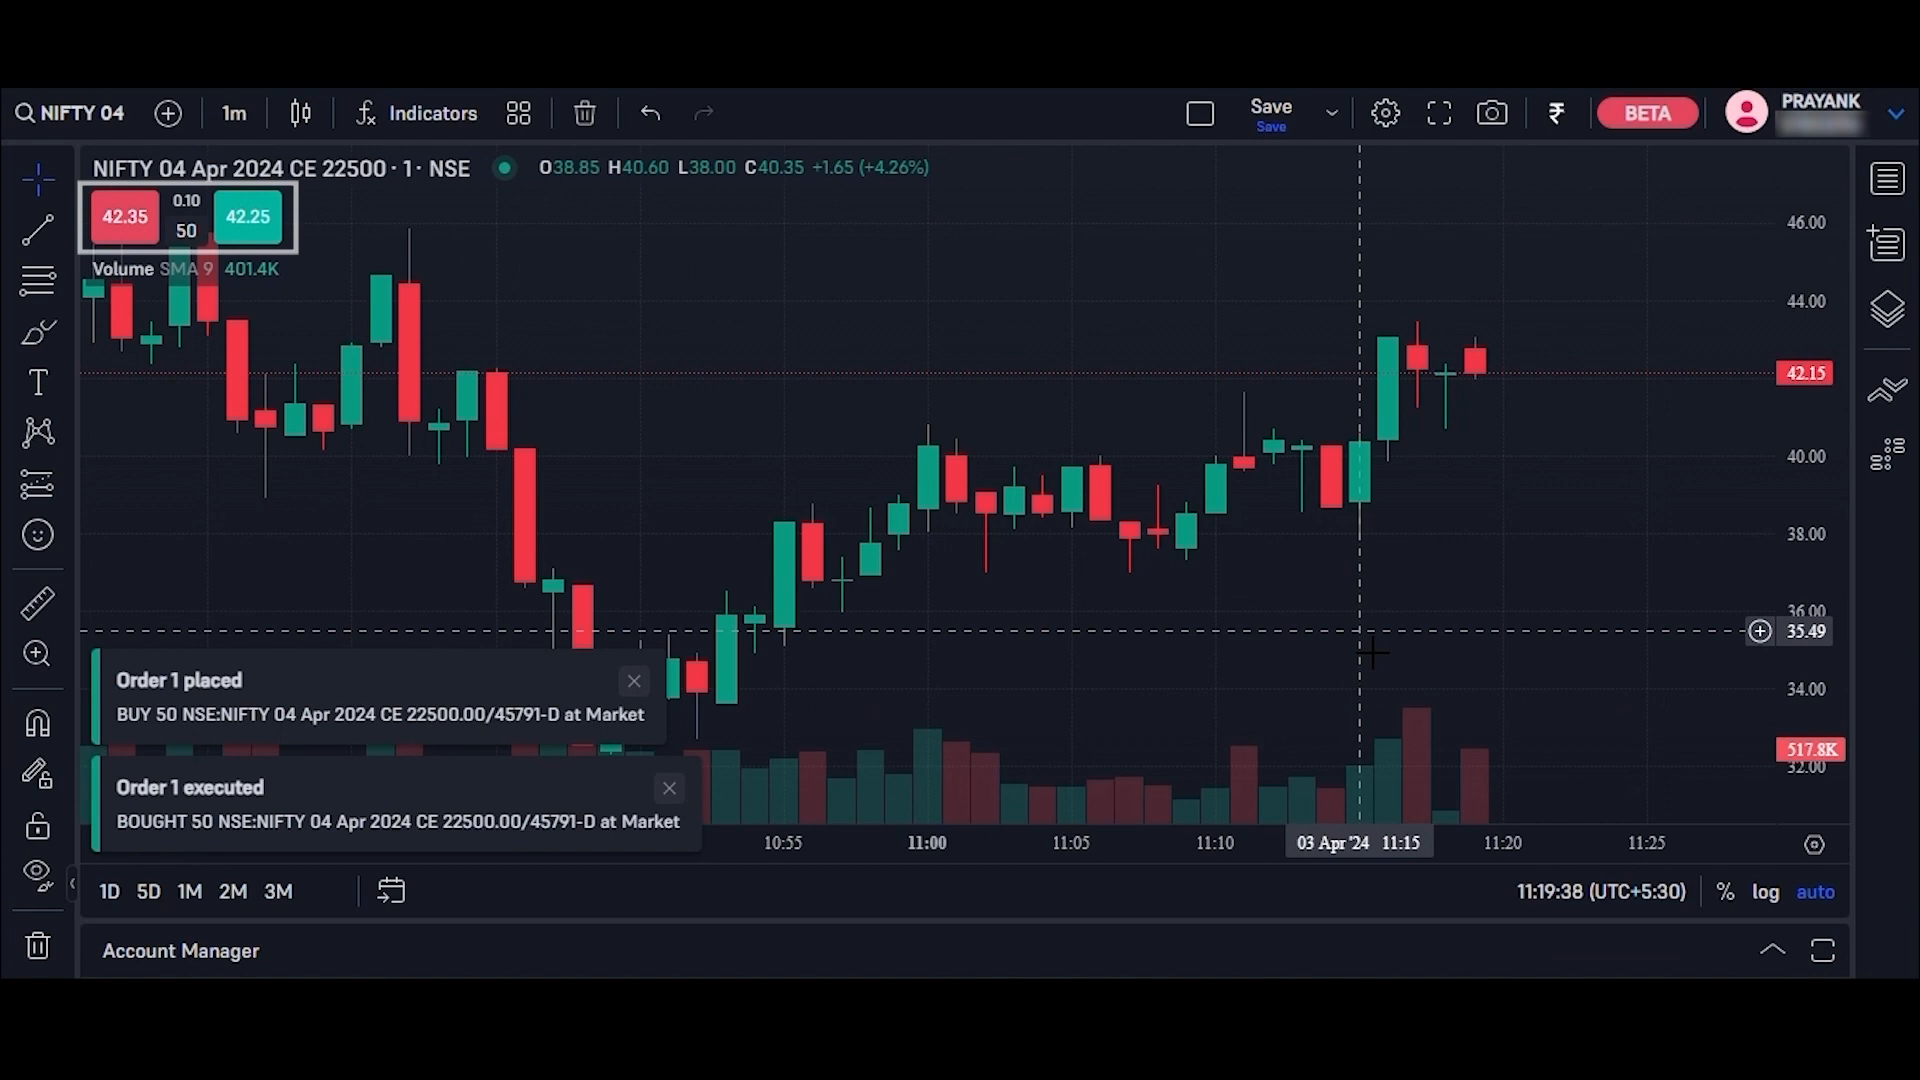 NIFTY 04
1m
Indicators
Save
Save
BETA
PRAYANK
NIFTY 04 Apr 2024 CE 22500 · 1 · NSE
O38.85 H40.60 L38.00 C40.35 +1.65 (+4.26%)
42.35
0.10
50
42.25
Volume SMA 9 401.4K
46.00
44.00
42.15
40.00
38.00
36.00
35.49
34.00
517.8K
32.00
Order 1 placed
BUY 50 NSE:NIFTY 04 Apr 2024 CE 22500.00/45791-D at Market
Order 1 executed
BOUGHT 50 NSE:NIFTY 04 Apr 2024 CE 22500.00/45791-D at Market
10:55
11:00
11:05
11:10
03 Apr '24 11:15
11:20
11:25
1D 5D 1M 2M 3M
11:19:38 (UTC+5:30)
% log auto
Account Manager